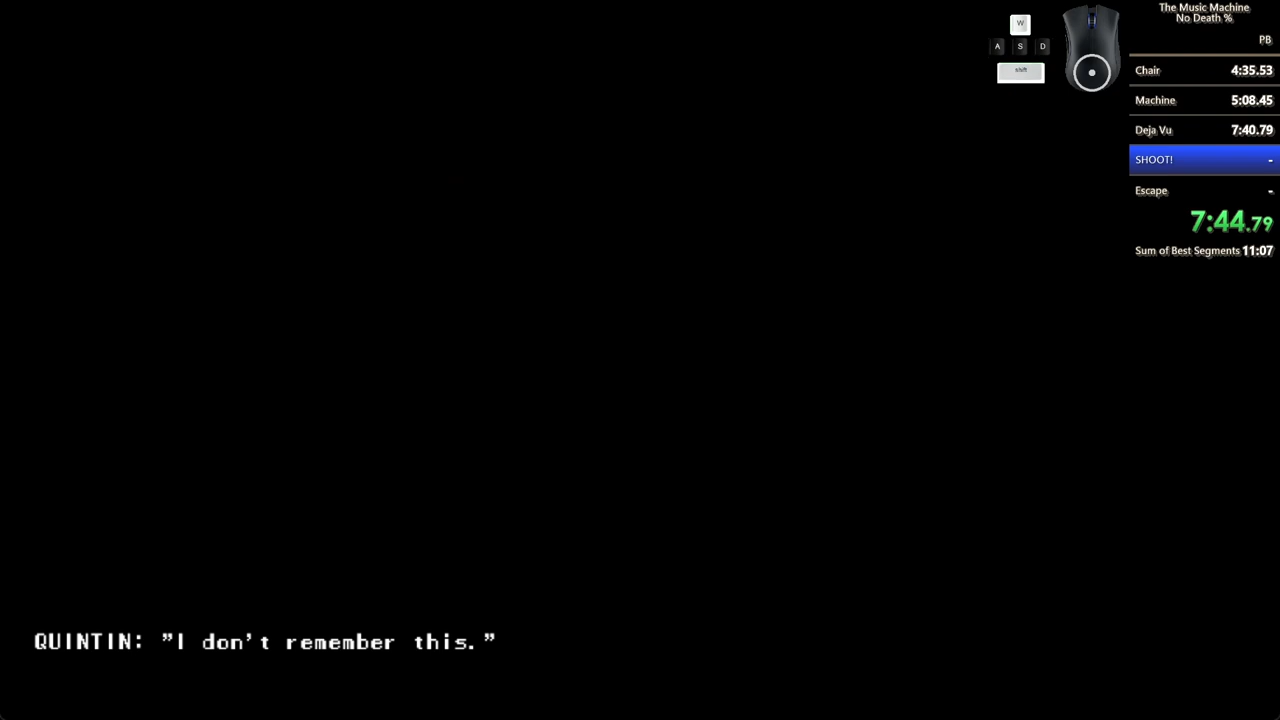 The Music Machine
No Death %
PB
W
A S D
shift
Chair 4:35.53
Machine 5:08.45
Deja Vu 7:40.79
SHOOT! -
Escape -
7:44.79
Sum of Best Segments 11:07
QUINTIN: "I don't remember this."